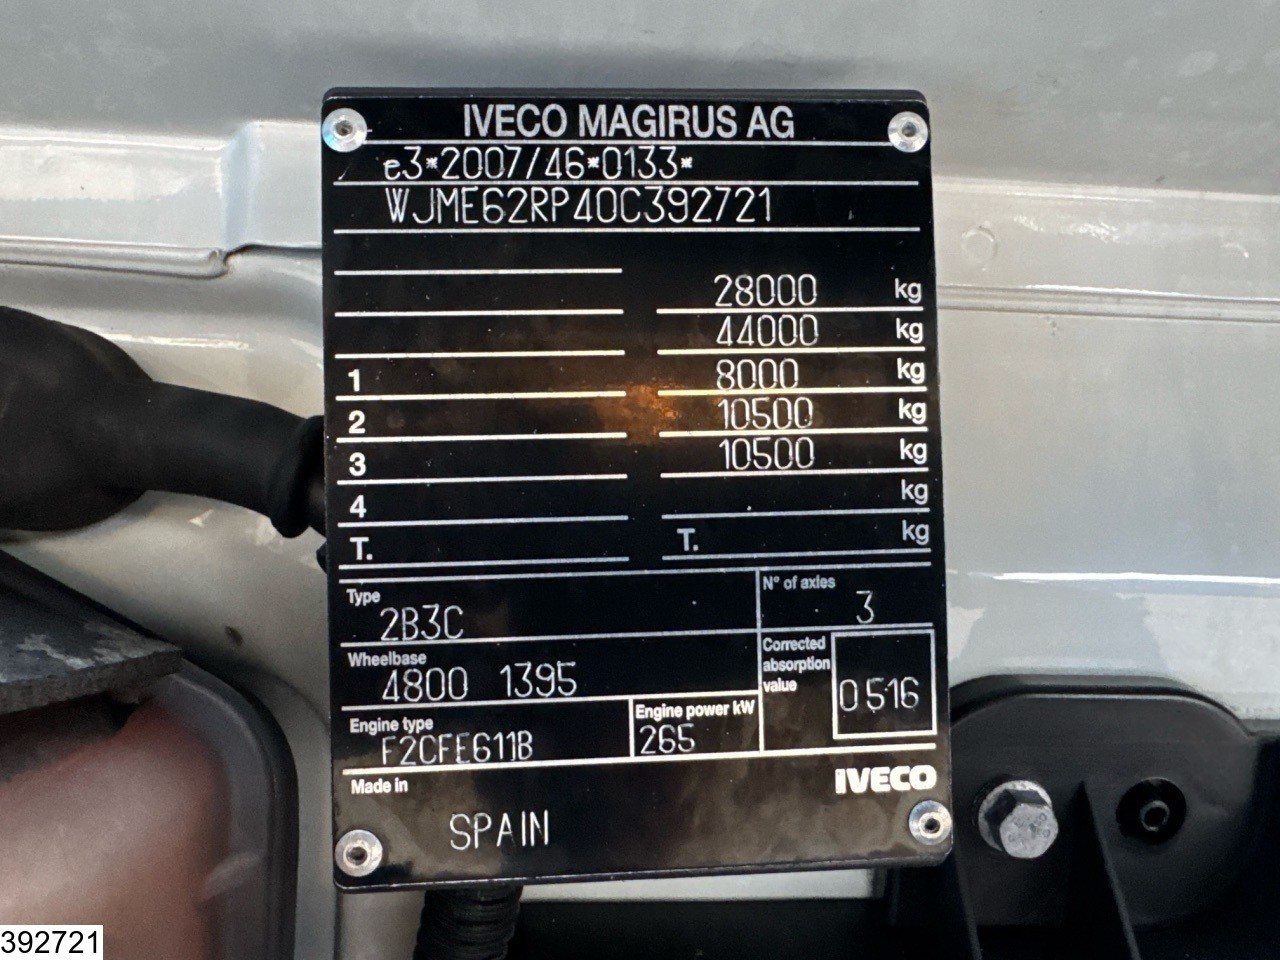 IVECO MAGIRUS AG
e3*2007/46*0133*
WJME62RP40C392721
28000 kg
44000 kg
1 8000 kg
2 10500 kg
3 10500 kg
4 kg
T. T. kg
Type
2B3C
N° of axles
3
Wheelbase
4800 1395
Corrected
absorption
value
0516
Engine type
F2CFE611B
Engine power kW
265
Made in
IVECO
SPAIN
392721